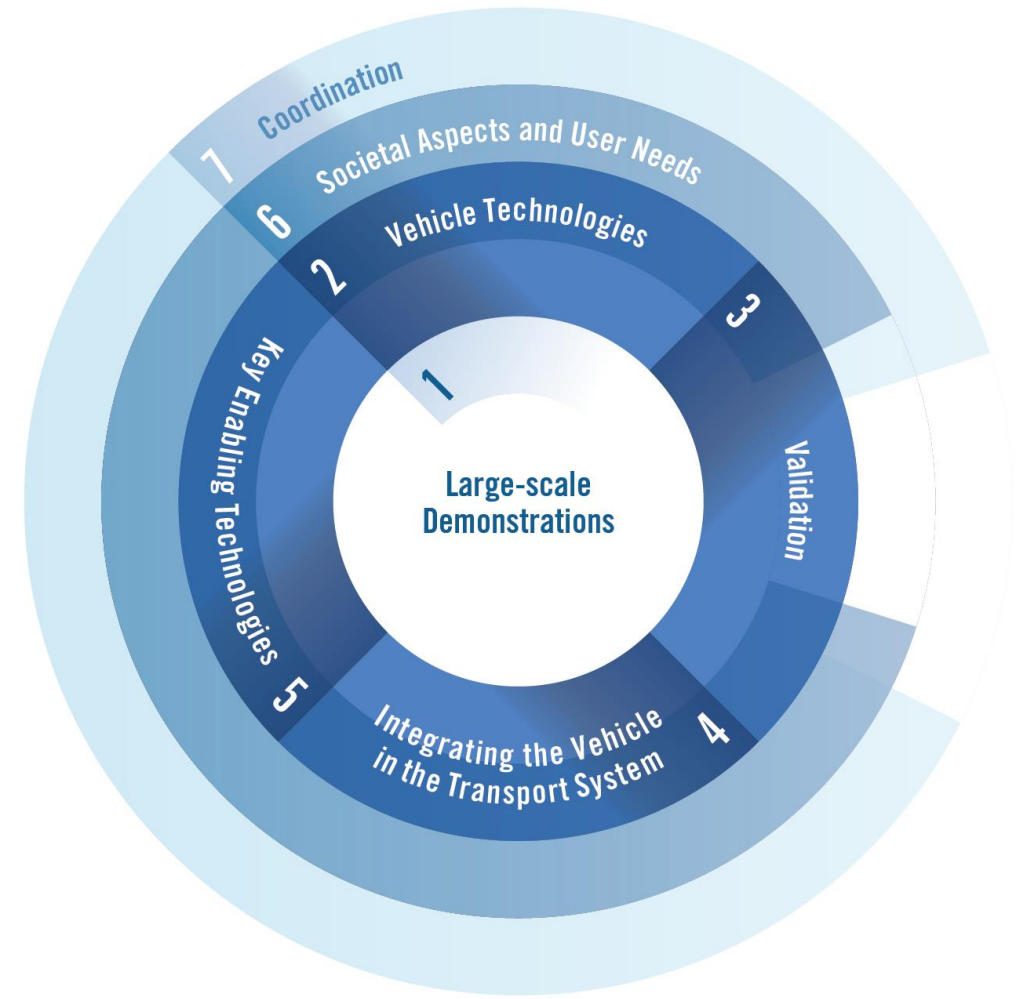 7
Coordination
6
Societal Aspects and User Needs
2
Vehicle Technologies
3
1
Key Enabling Technologies
Validation
Large-scale
Demonstrations
5
4
Integrating the Vehicle
in the Transport System